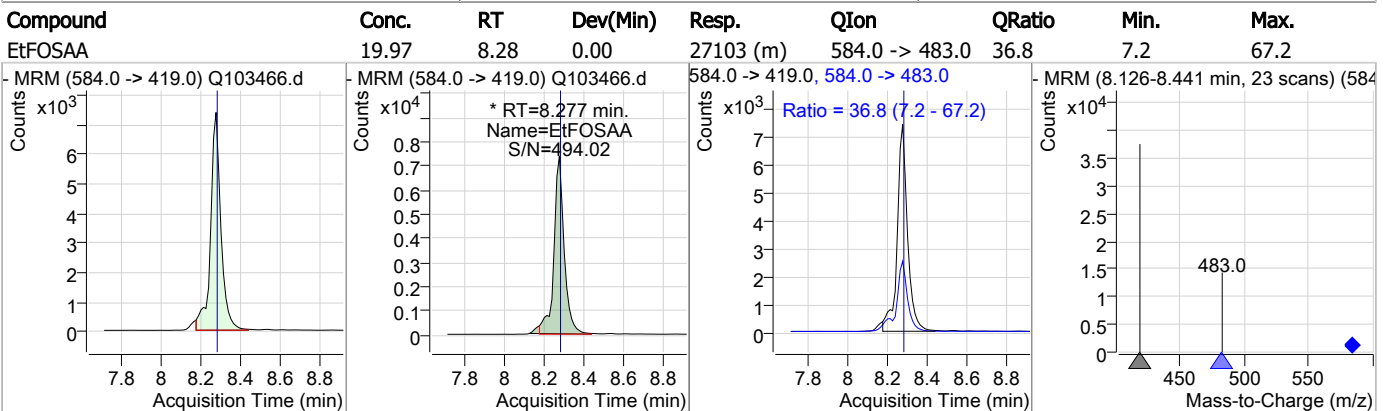 Compound Conc. RT Dev(Min) Resp. QIon QRatio Min. Max.
EtFOSAA 19.97 8.28 0.00 27103 (m) 584.0 -> 483.0 36.8 7.2 67.2
- MRM (584.0 -> 419.0) Q103466.d
Counts
x10³
6
5
4
3
2
1
0
7.8 8 8.2 8.4 8.6 8.8
Acquisition Time (min)
- MRM (584.0 -> 419.0) Q103466.d
Counts
x10⁴
* RT=8.277 min.
Name=EtFOSAA
S/N=494.02
0.8
0.7
0.6
0.5
0.4
0.3
0.2
0.1
0
7.8 8 8.2 8.4 8.6 8.8
Acquisition Time (min)
584.0 -> 419.0, 584.0 -> 483.0
Counts
x10³
Ratio = 36.8 (7.2 - 67.2)
7
6
5
4
3
2
1
0
7.8 8 8.2 8.4 8.6 8.8
Acquisition Time (min)
- MRM (8.126-8.441 min, 23 scans) (584
Counts
x10⁴
3.5
3
2.5
2
1.5
1
0.5
0
483.0
450 500 550
Mass-to-Charge (m/z)